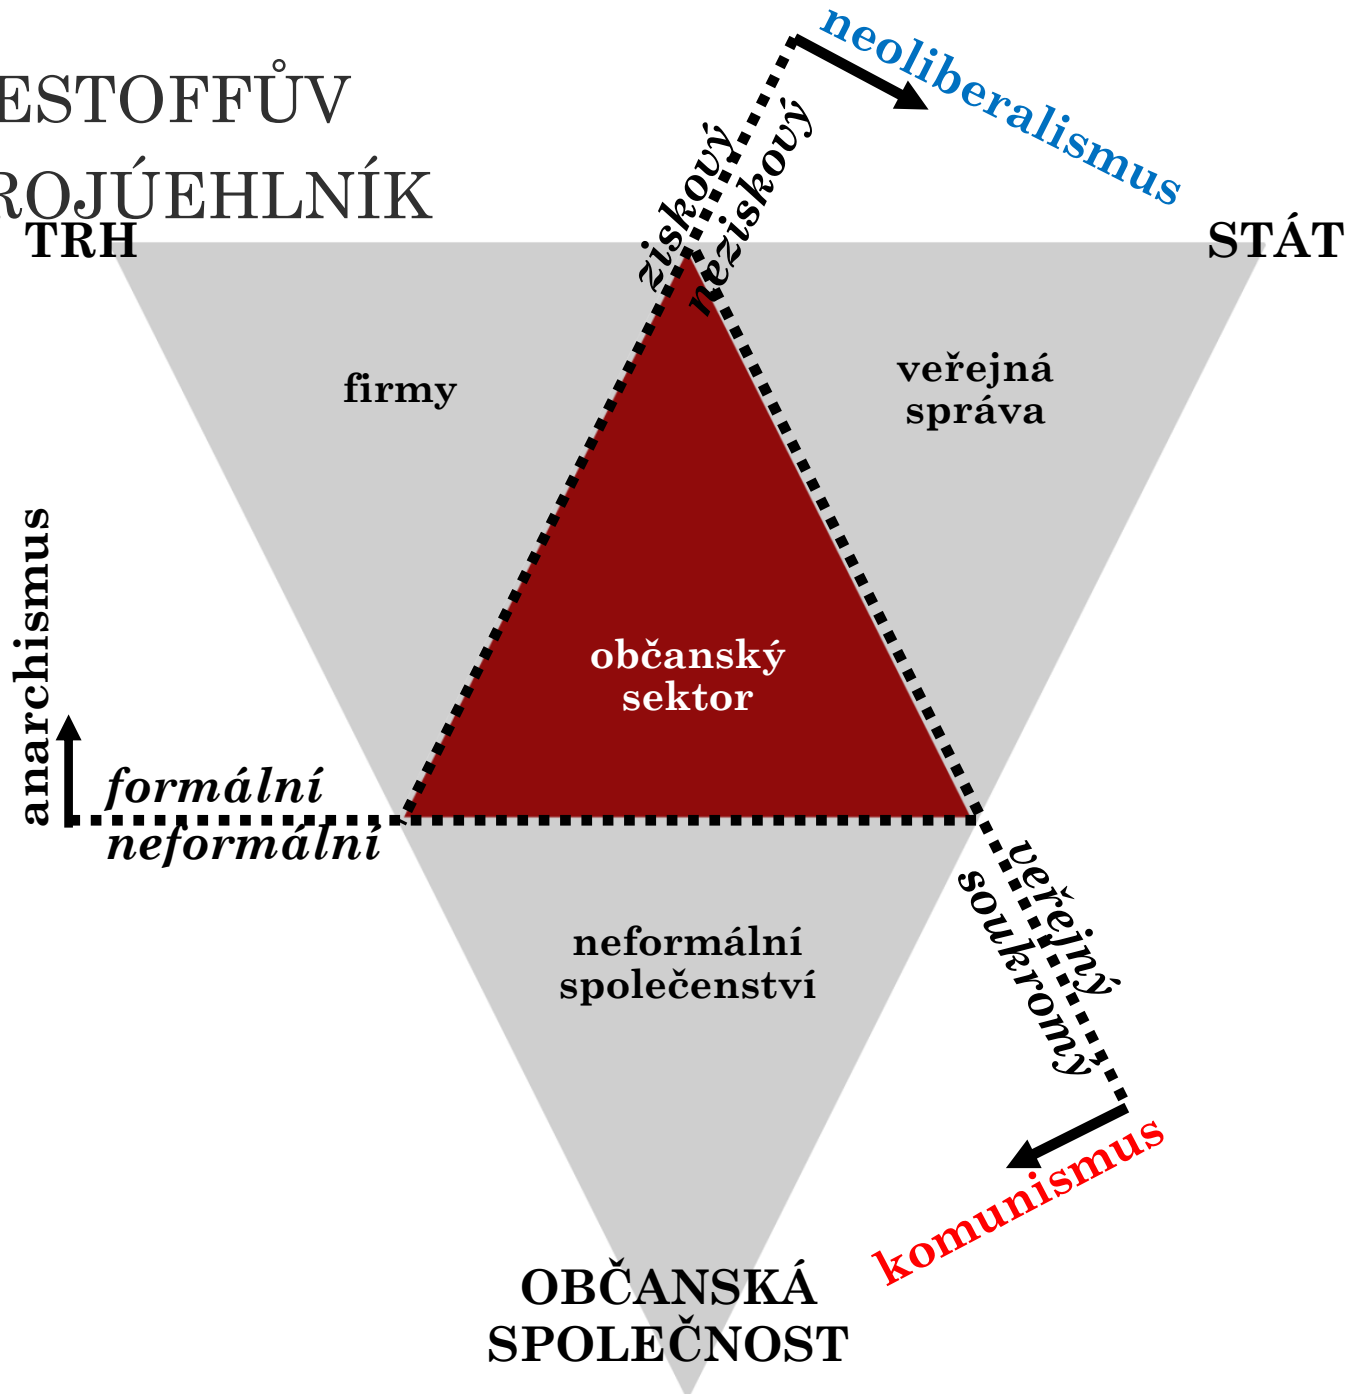 ESTOFFŮV
ROJÚEHLNÍK
neoliberalismus
ziskový
neziskový
TRH
STÁT
firmy
veřejná
správa
anarchismus
občanský
sektor
formální
neformální
veřejný
soukromý
neformální
společenství
komunismus
OBČANSKÁ
SPOLEČNOST